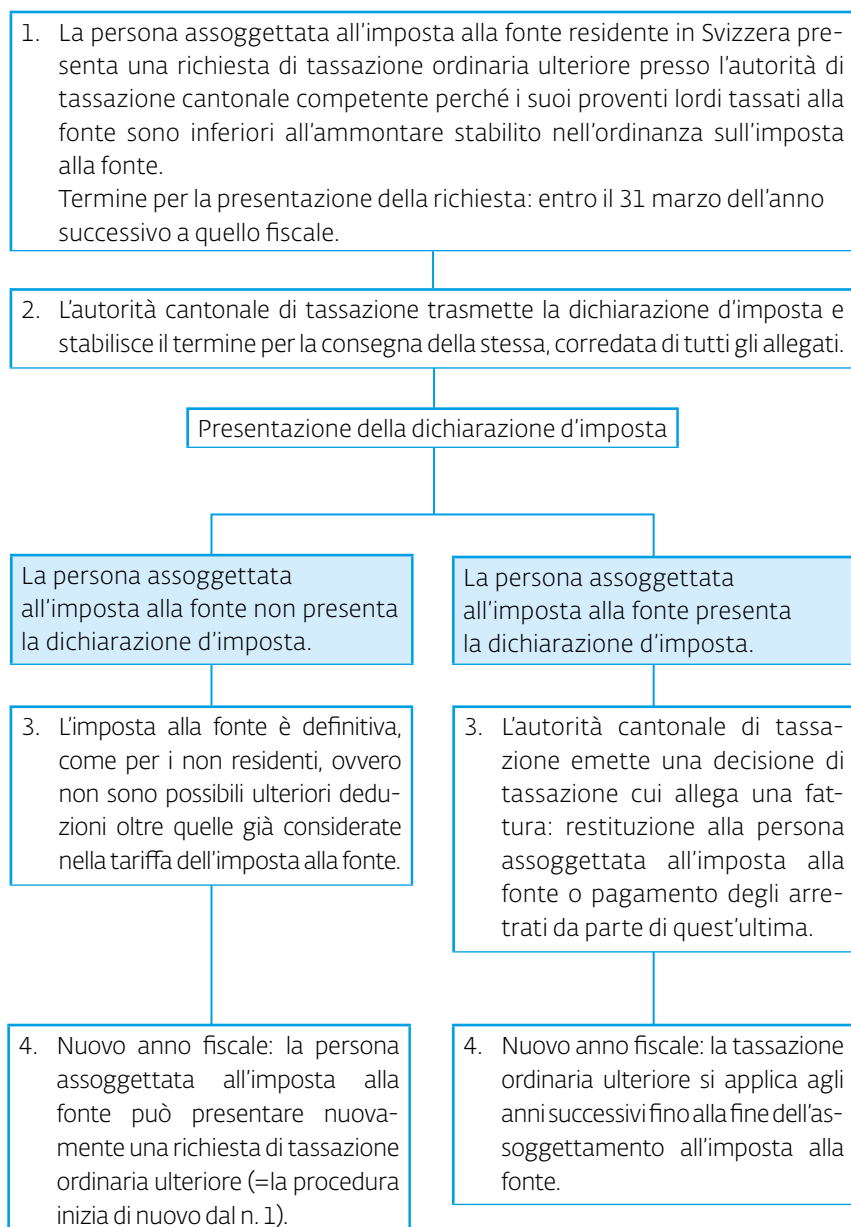 1. La persona assoggettata all'imposta alla fonte residente in Svizzera pre-
senta una richiesta di tassazione ordinaria ulteriore presso l'autorità di
tassazione cantonale competente perché i suoi proventi lordi tassati alla
fonte sono inferiori all'ammontare stabilito nell'ordinanza sull'imposta
alla fonte.
Termine per la presentazione della richiesta: entro il 31 marzo dell'anno
successivo a quello fiscale.
2. L'autorità cantonale di tassazione trasmette la dichiarazione d'imposta e
stabilisce il termine per la consegna della stessa, corredata di tutti gli allegati.
Presentazione della dichiarazione d'imposta
La persona assoggettata
all'imposta alla fonte non presenta
la dichiarazione d'imposta.
La persona assoggettata
all'imposta alla fonte presenta
la dichiarazione d'imposta.
3. L'imposta alla fonte è definitiva,
come per i non residenti, ovvero
non sono possibili ulteriori dedu-
zioni oltre quelle già considerate
nella tariffa dell'imposta alla fonte.
3. L'autorità cantonale di tassa-
zione emette una decisione di
tassazione cui allega una fat-
tura: restituzione alla persona
assoggettata all'imposta alla
fonte o pagamento degli arre-
trati da parte di quest'ultima.
4. Nuovo anno fiscale: la persona
assoggettata all'imposta alla
fonte può presentare nuova-
mente una richiesta di tassazione
ordinaria ulteriore (=la procedura
inizia di nuovo dal n. 1).
4. Nuovo anno fiscale: la tassazione
ordinaria ulteriore si applica agli
anni successivi fino alla fine dell'as-
soggettamento all'imposta alla
fonte.